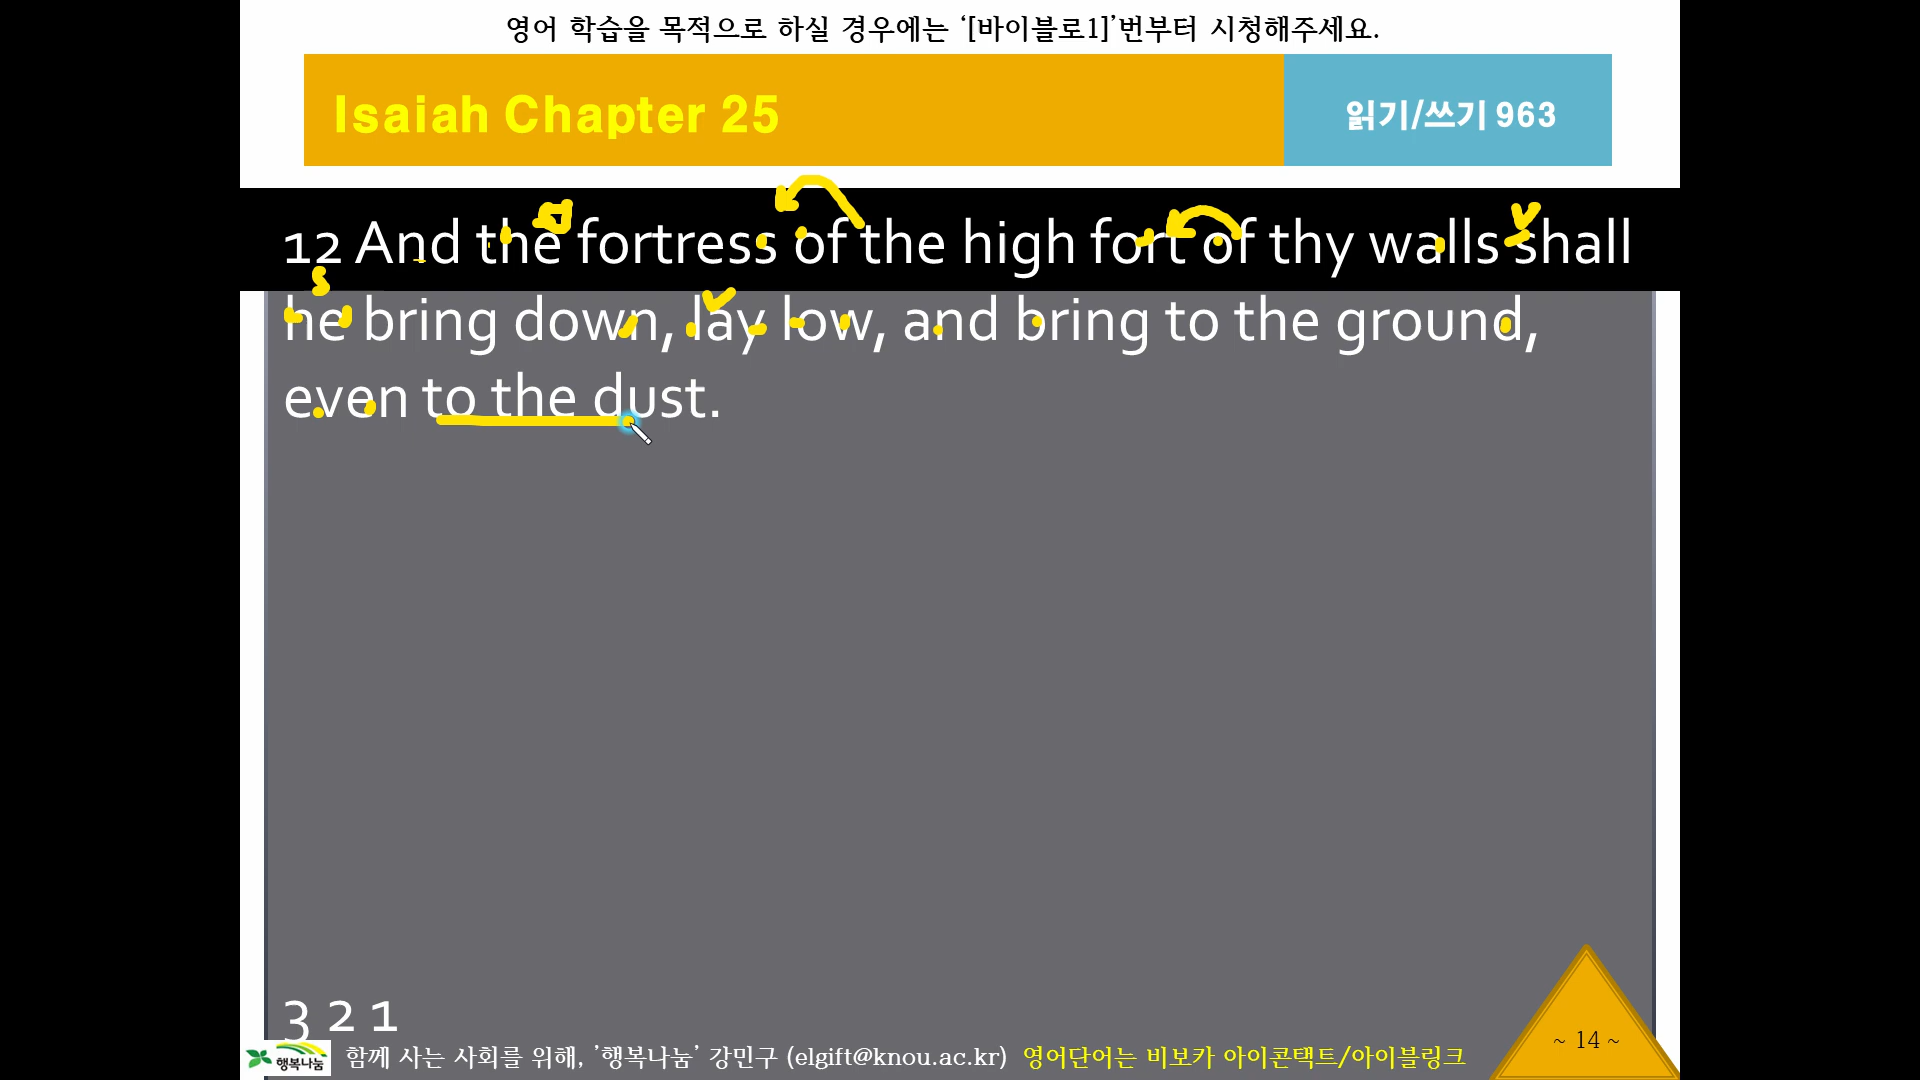 영어 학습을 목적으로 하실 경우에는 ‘[바이블로1]’번부터 시청해주세요.
Isaiah Chapter 25
읽기/쓰기 963
12 And the fortress of the high fort of thy walls shall
he bring down, lay low, and bring to the ground,
even to the dust.
s
3 2 1
행복나눔
함께 사는 사회를 위해, ’행복나눔’ 강민구 (elgift@knou.ac.kr) 영어단어는 비보카 아이콘택트/아이블링크
~ 14 ~